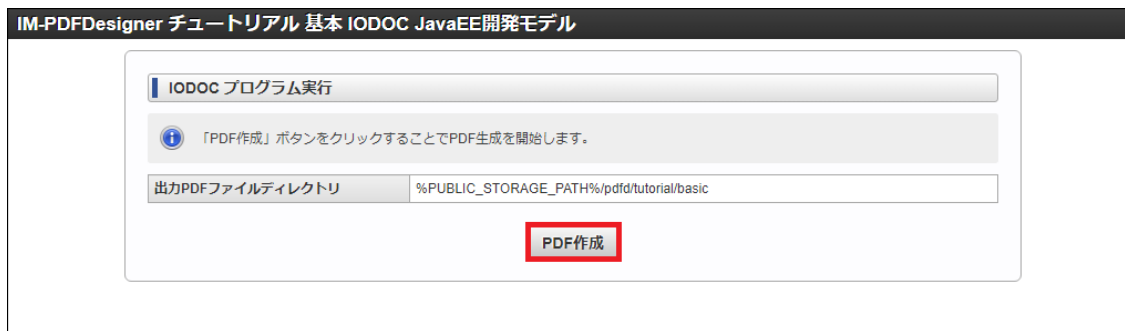 IM-PDFDesigner チュートリアル 基本 IODOC JavaEE開発モデル
IODOC プログラム実行
「PDF作成」ボタンをクリックすることでPDF生成を開始します。
出力PDFファイルディレクトリ %PUBLIC_STORAGE_PATH%/pdfd/tutorial/basic
PDF作成